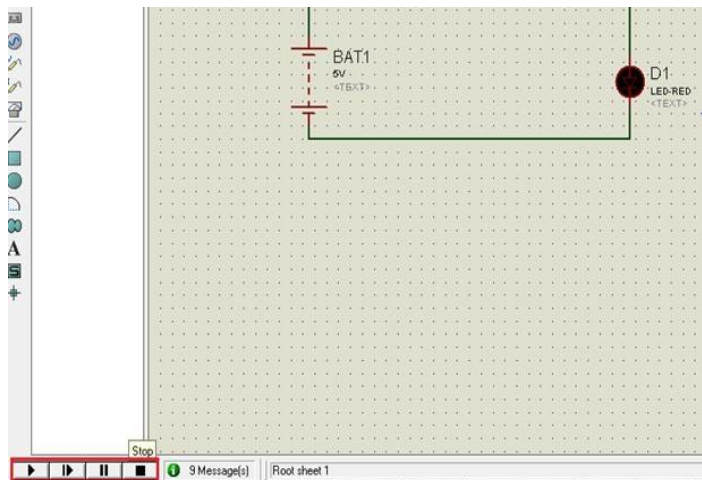 BAT1
5V
<TEXT>
D1
LED-RED
<TEXT>
A
S
Stop
9 Message(s)
Root sheet 1